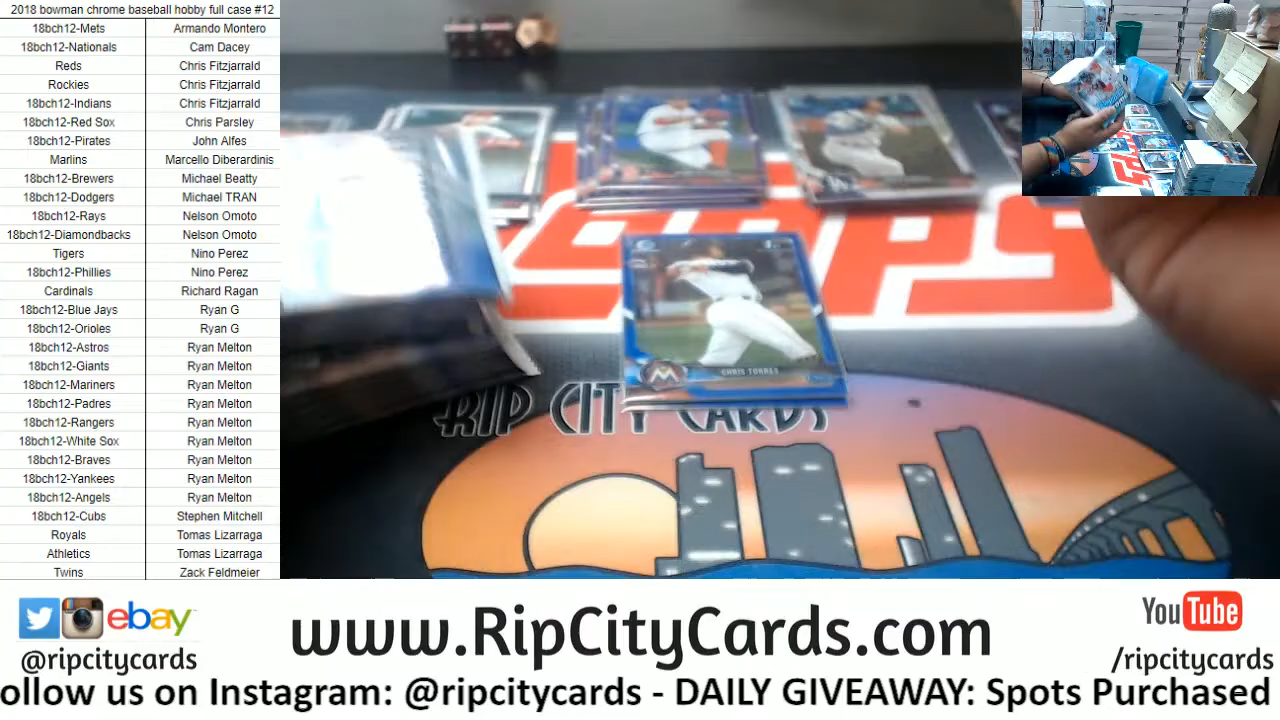 2018 bowman chrome baseball hobby full case #12
18bch12-Mets Armando Montero
18bch12-Nationals Cam Dacey
Reds Chris Fitzjarrald
Rockies Chris Fitzjarrald
18bch12-Indians Chris Fitzjarrald
18bch12-Red Sox Chris Parsley
18bch12-Pirates John Alfes
Marlins Marcello Diberardinis
18bch12-Brewers Michael Beatty
18bch12-Dodgers Michael TRAN
18bch12-Rays Nelson Omoto
18bch12-Diamondbacks Nelson Omoto
Tigers Nino Perez
18bch12-Phillies Nino Perez
Cardinals Richard Ragan
18bch12-Blue Jays Ryan G
18bch12-Orioles Ryan G
18bch12-Astros Ryan Melton
18bch12-Giants Ryan Melton
18bch12-Mariners Ryan Melton
18bch12-Padres Ryan Melton
18bch12-Rangers Ryan Melton
18bch12-White Sox Ryan Melton
18bch12-Braves Ryan Melton
18bch12-Yankees Ryan Melton
18bch12-Angels Ryan Melton
18bch12-Cubs Stephen Mitchell
Royals Tomas Lizarraga
Athletics Tomas Lizarraga
Twins Zack Feldmeier
CHRIS TORRES
RIP CITY CARDS
ebay
@ripcitycards
www.RipCityCards.com
YouTube
/ripcitycards
ollow us on Instagram: @ripcitycards - DAILY GIVEAWAY: Spots Purchased